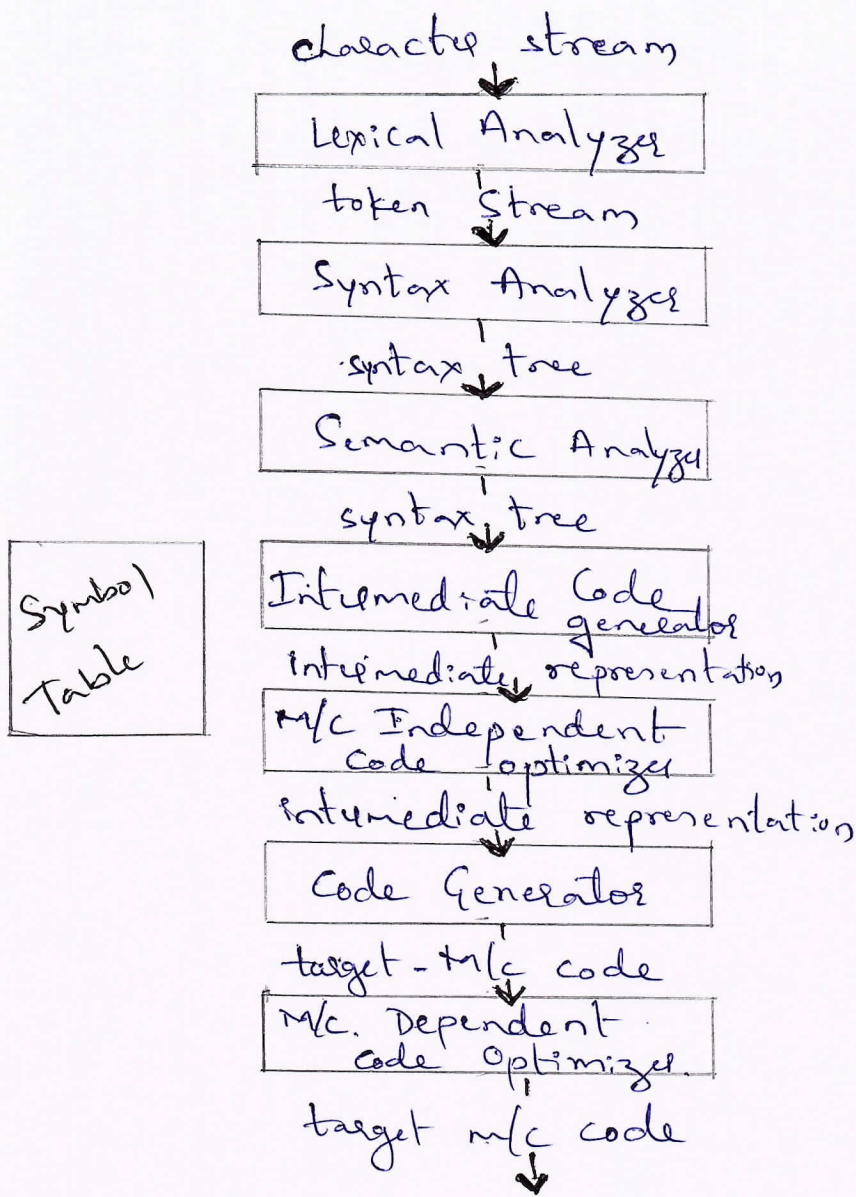 character stream
Lexical Analyzer
token Stream
Syntax Analyzer
syntax tree
Semantic Analyzer
syntax tree
Symbol
Table
Intermediate Code
generator
intermediate representation
M/C Independent
Code optimizer
intermediate representation
Code Generator
target-M/c code
M/c. Dependent
Code Optimizer.
target m/c code